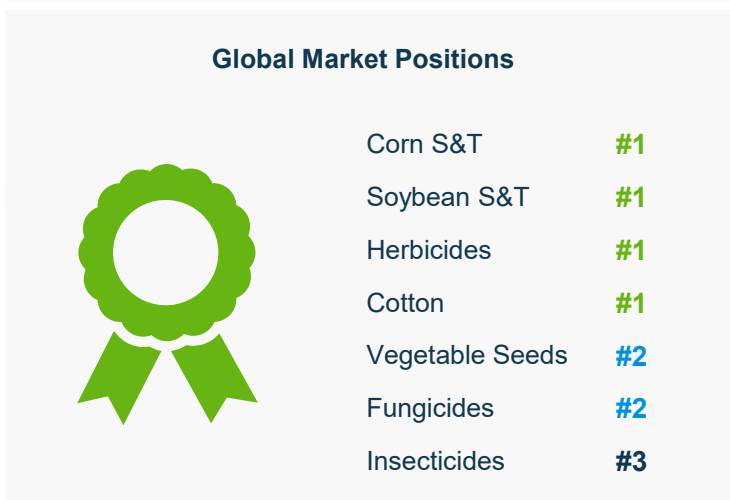 Global Market Positions
Corn S&T #1
Soybean S&T #1
Herbicides #1
Cotton #1
Vegetable Seeds #2
Fungicides #2
Insecticides #3